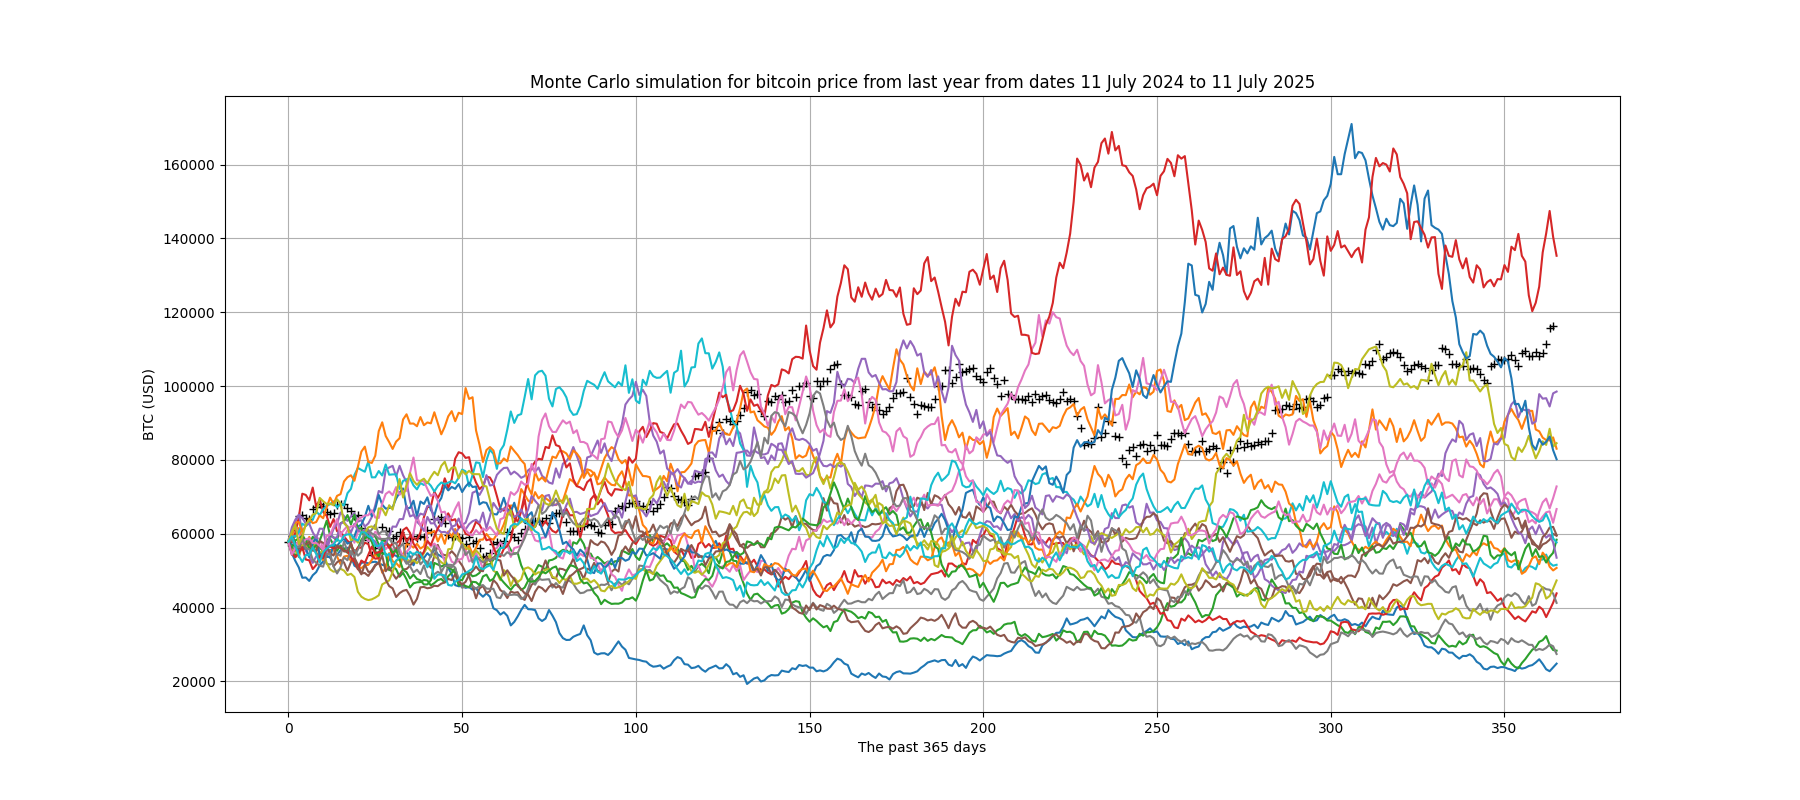 Monte Carlo simulation for bitcoin price from last year from dates 11 July 2024 to 11 July 2025
160000
140000
120000
100000
80000
60000
40000
20000
BTC (USD)
0 50 100 150 200 250 300 350
The past 365 days